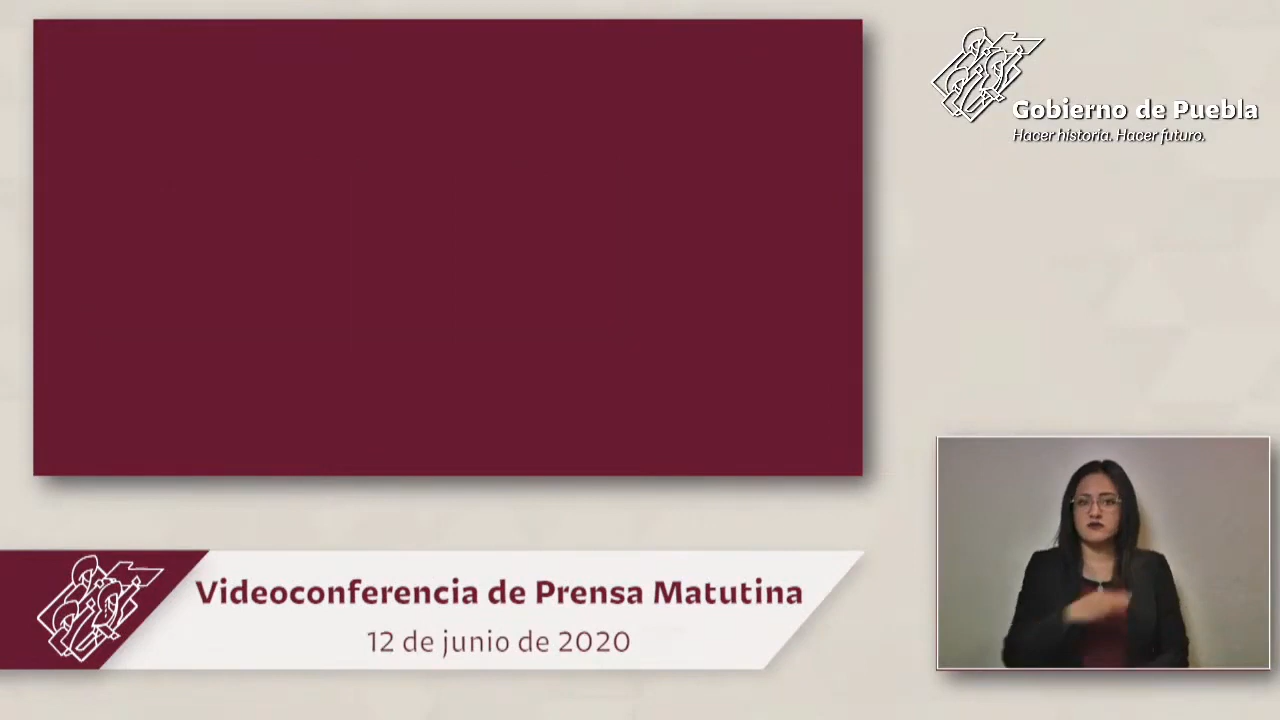 Gobierno de Puebla
Hacer historia. Hacer futuro.
Videoconferencia de Prensa Matutina
12 de junio de 2020